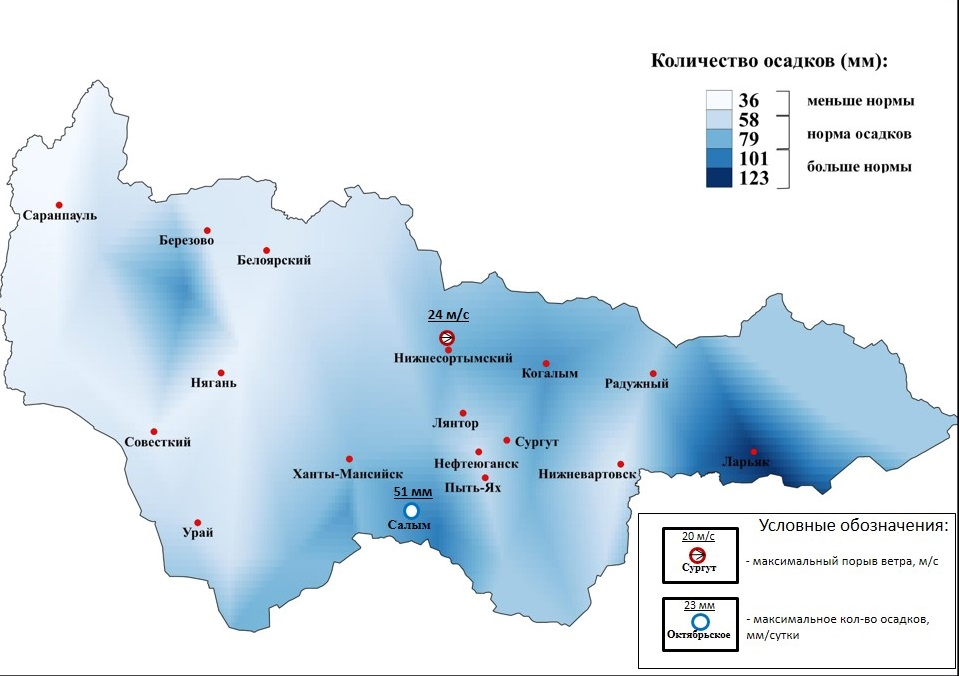 Количество осадков (мм):
36
58
79
101
123
меньше нормы
норма осадков
больше нормы
Саранпауль
Березово
Белоярский
24 м/с
Нижнесортымский
Когалым
Радужный
Нягань
Лянтор
Совесткий
Сургут
Нефтеюганск
Ханты-Мансийск
Нижневартовск
Ларьяк
Пыть-Ях
51 мм
Салым
Урай
Условные обозначения:
20 м/с
Сургут
- максимальный порыв ветра, м/с
23 мм
Октябрьское
- максимальное кол-во осадков,
мм/сутки